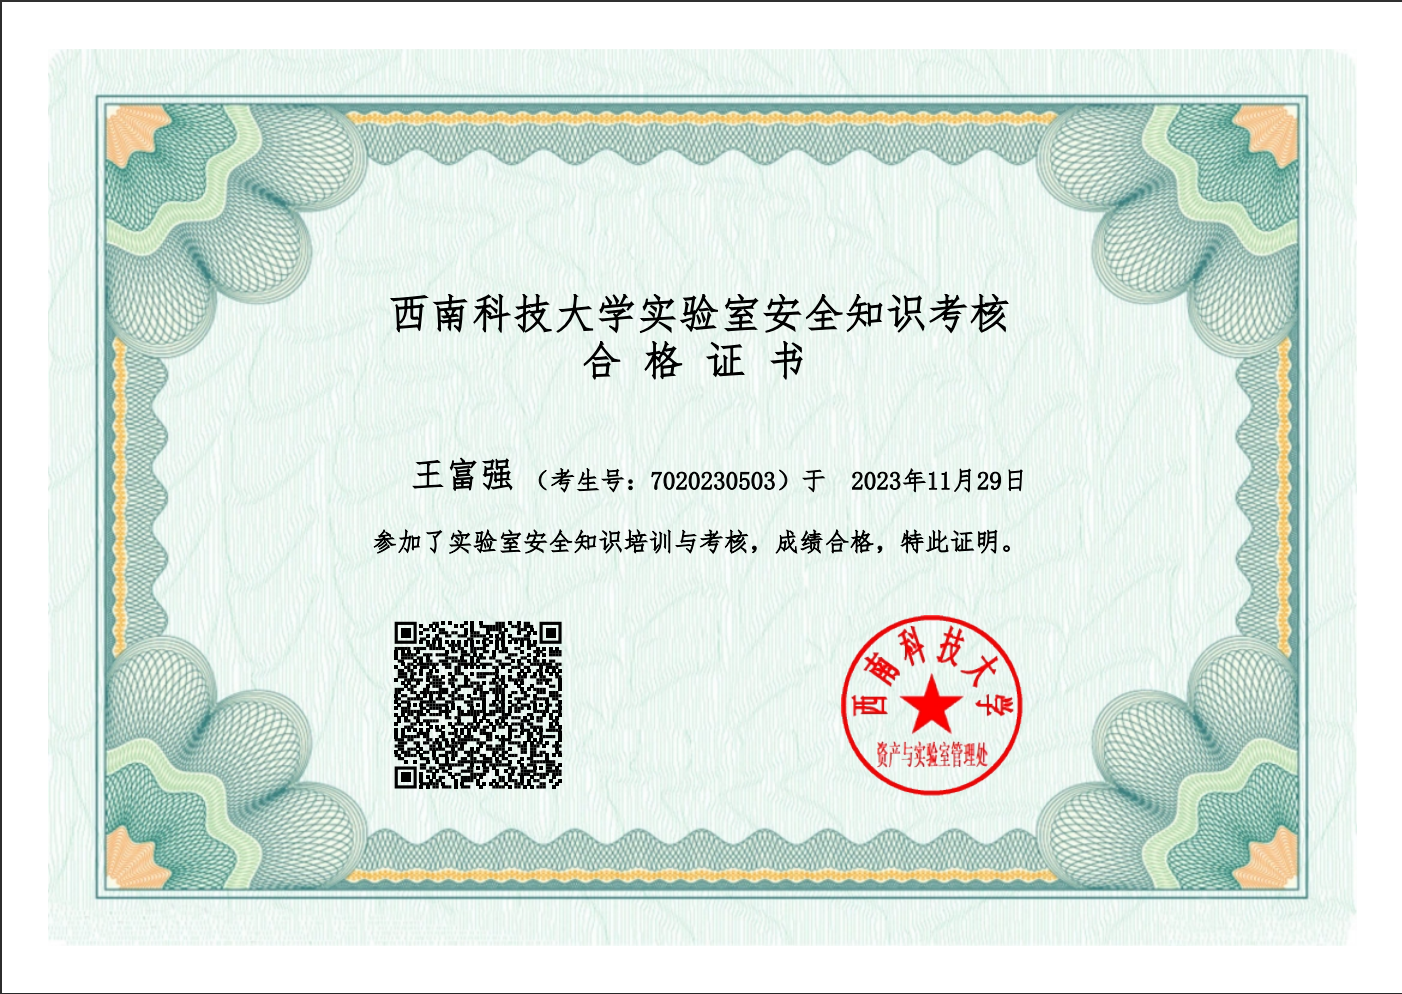 西南科技大学实验室安全知识考核
合格证书
王富强（考生号：7020230503）于 2023年11月29日
参加了实验室安全知识培训与考核，成绩合格，特此证明。
西南科技大学
资产与实验室管理处